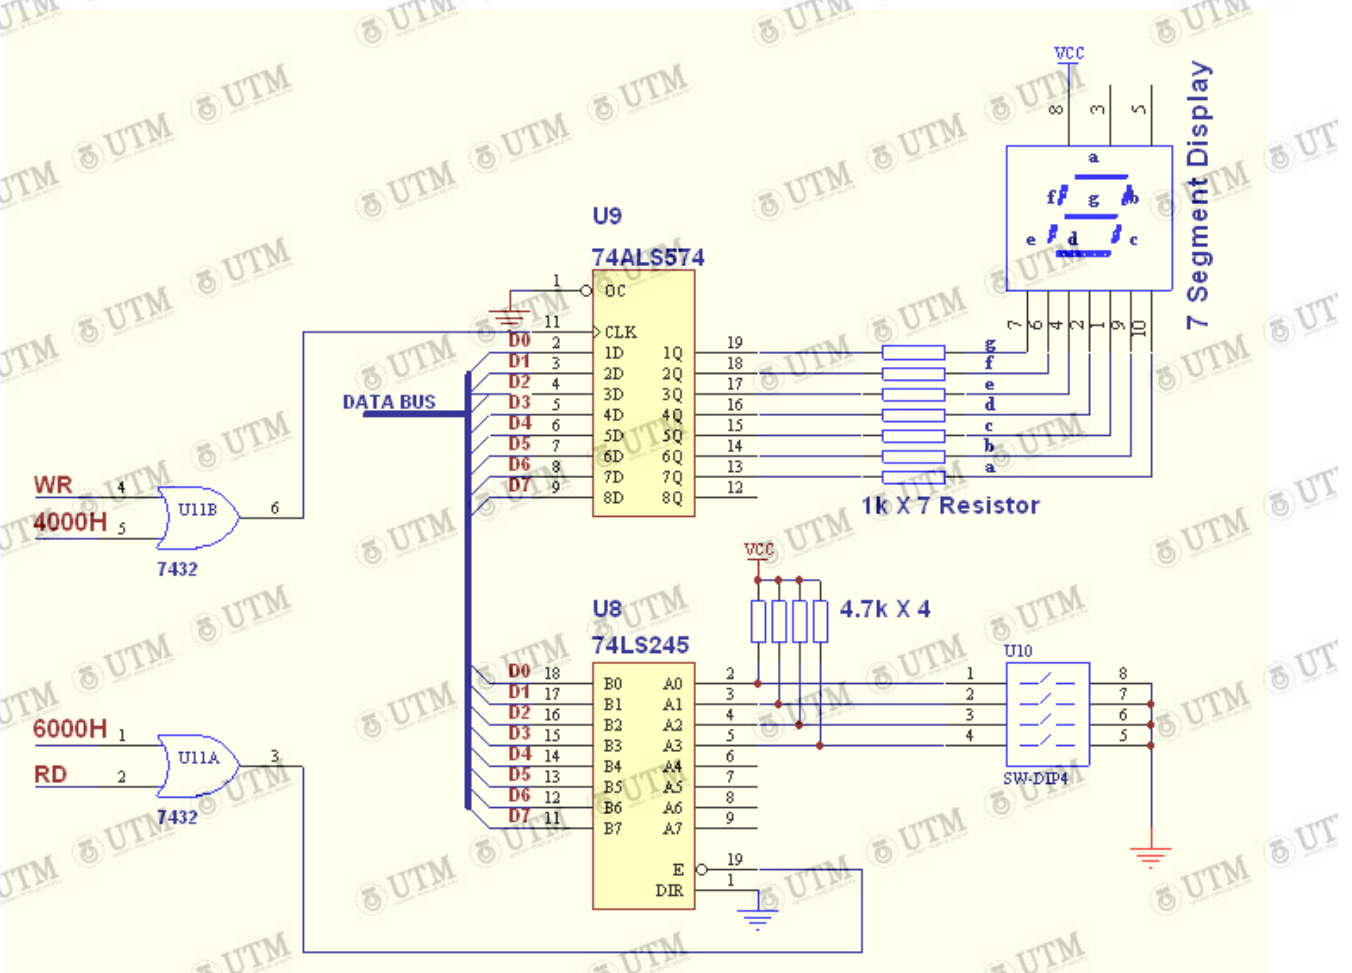 UTM
VCC
8
3
5
7 Segment Display
a
f
g
b
e
d
c
7
6
4
2
1
9
10
U9
74ALS574
1
OC
11
CLK
D0 2 1D 1Q 19 g
D1 3 2D 2Q 18 f
D2 4 3D 3Q 17 e
D3 5 4D 4Q 16 d
D4 6 5D 5Q 15 c
D5 7 6D 6Q 14 b
D6 8 7D 7Q 13 a
D7 9 8D 8Q 12
DATA BUS
1k X 7 Resistor
WR 4
4000H 5
U11B
6
7432
VCC
4.7k X 4
U8
74LS245
U10
D0 18 B0 A0 2 1 8
D1 17 B1 A1 3 2 7
D2 16 B2 A2 4 3 6
D3 15 B3 A3 5 4 5
D4 14 B4 A4 6
D5 13 B5 A5 7
D6 12 B6 A6 8
D7 11 B7 A7 9
SW-DIP4
E 19
DIR 1
6000H 1
RD 2
U11A
3
7432